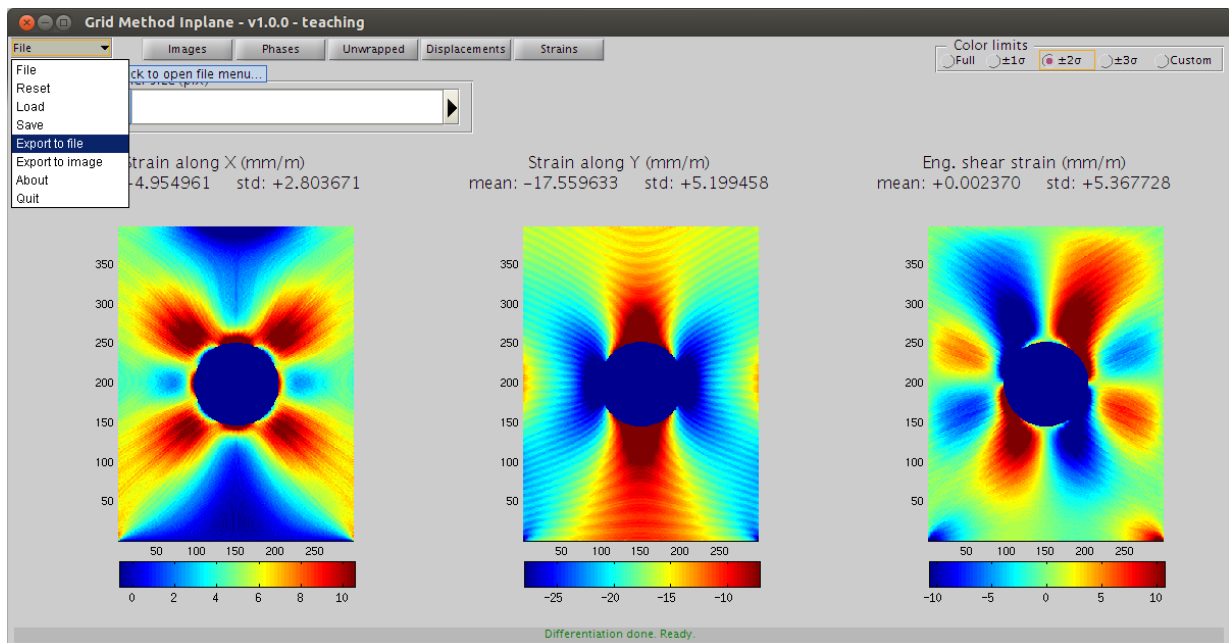 Grid Method Inplane - v1.0.0 - teaching
File Images Phases Unwrapped Displacements Strains
Color limits
Full ±1σ ±2σ ±3σ Custom
File
Reset
Load
Save
Export to file
Export to image
About
Quit
ck to open file menu...
size (pix)
Strain along X (mm/m)
4.954961 std: +2.803671
Strain along Y (mm/m)
mean: −17.559633 std: +5.199458
Eng. shear strain (mm/m)
mean: +0.002370 std: +5.367728
350
300
250
200
150
100
50
50 100 150 200 250
0 2 4 6 8 10
350
300
250
200
150
100
50
50 100 150 200 250
−25 −20 −15 −10
350
300
250
200
150
100
50
50 100 150 200 250
−10 −5 0 5 10
Differentiation done. Ready.